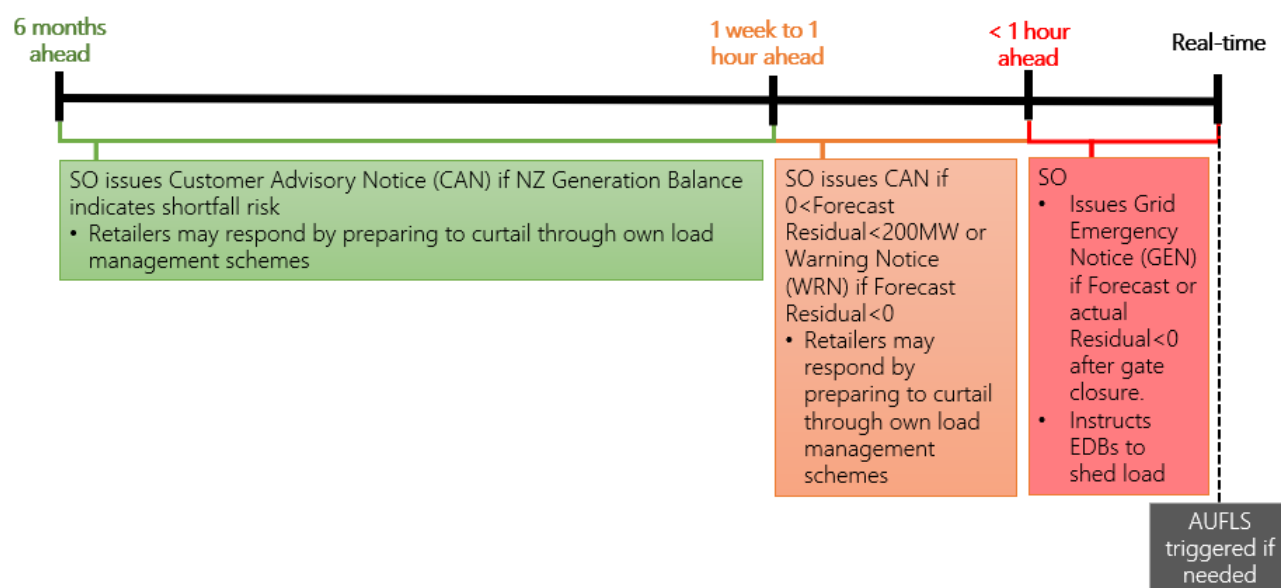 6 months
ahead
1 week to 1
hour ahead
< 1 hour
ahead
Real-time
SO issues Customer Advisory Notice (CAN) if NZ Generation Balance
indicates shortfall risk
• Retailers may respond by preparing to curtail through own load
management schemes
SO issues CAN if
0<Forecast
Residual<200MW or
Warning Notice
(WRN) if Forecast
Residual<0
• Retailers may
respond by
preparing to curtail
through own load
management
schemes
SO
• Issues Grid
Emergency
Notice (GEN)
if Forecast or
actual
Residual<0
after gate
closure.
• Instructs
EDBs to
shed load
AUFLS
triggered if
needed